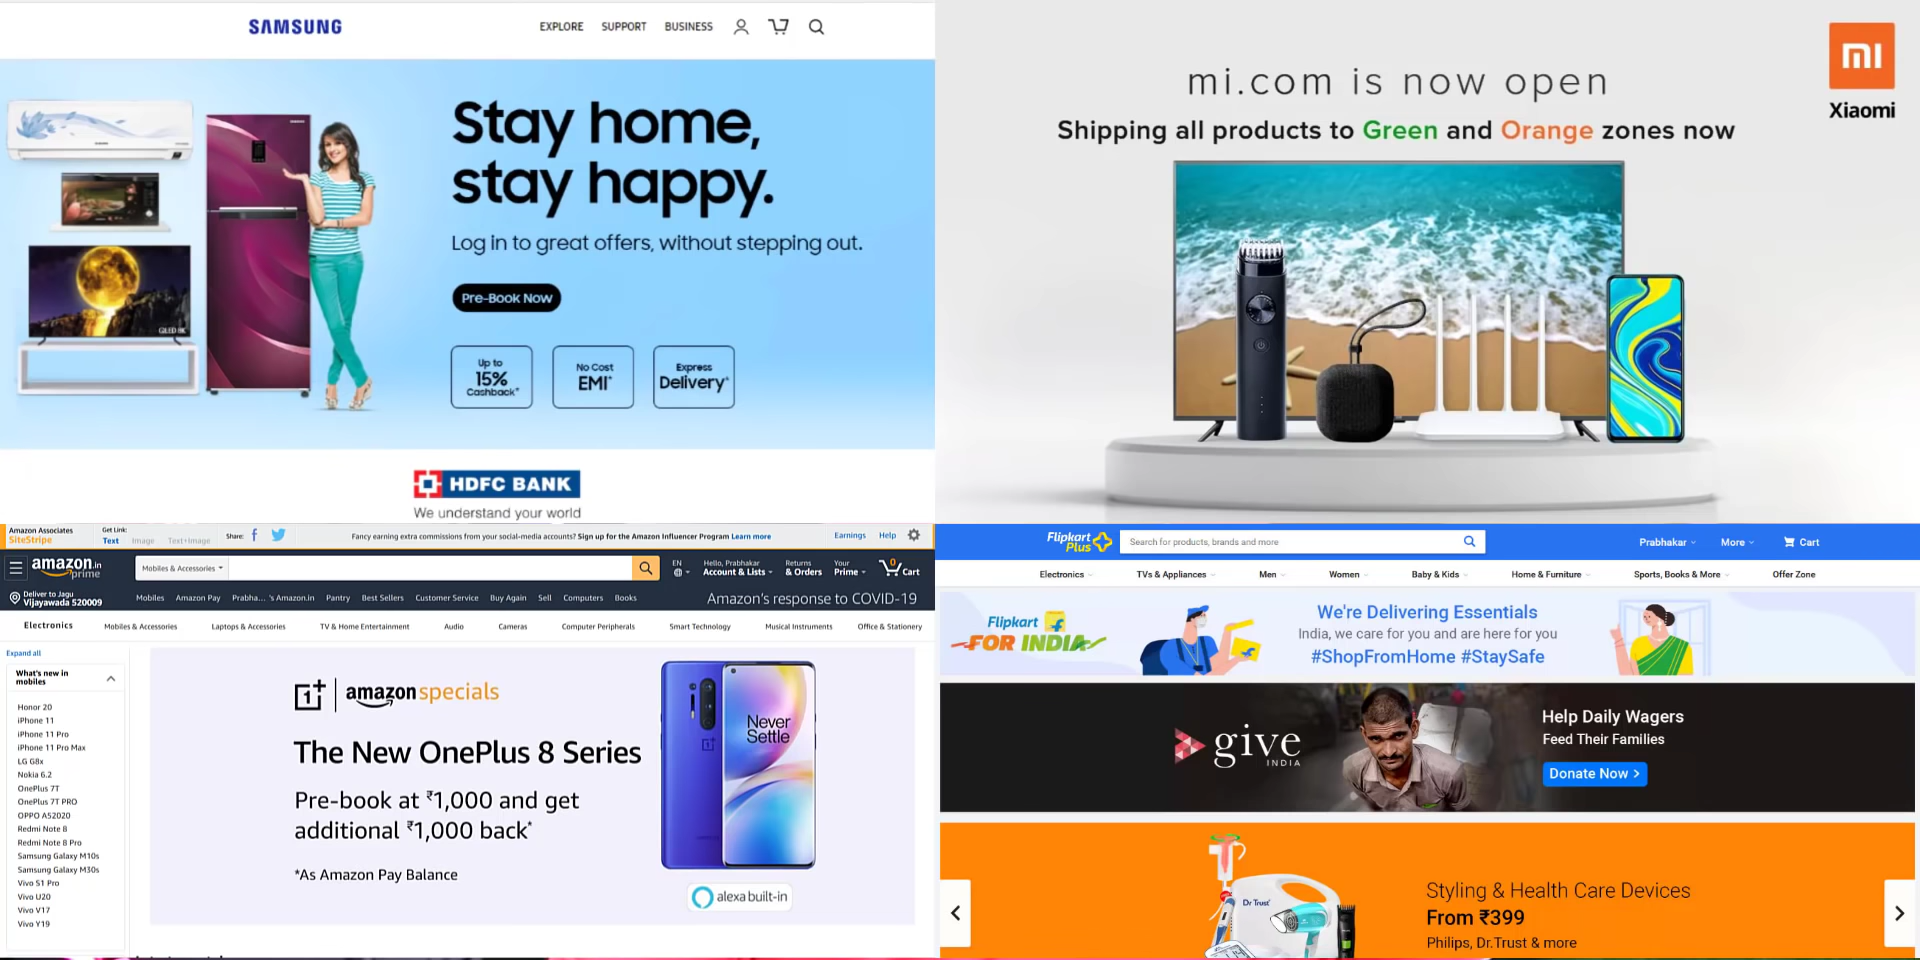 SAMSUNG
EXPLORE SUPPORT BUSINESS
Stay home,
stay happy.
Log in to great offers, without stepping out.
Pre-Book Now
Up to
15%
Cashback*
No Cost
EMI*
Express
Delivery*
SAMSUNG
QLED 8K
HDFC BANK
We understand your world
mi
Xiaomi
mi.com is now open
Shipping all products to Green and Orange zones now
Amazon Associates
SiteStripe
Get Link:
Text Image Text+Image
Share:
Fancy earning extra commissions from your social-media accounts? Sign up for the Amazon Influencer Program Learn more
Earnings Help
amazon.in
prime
Mobiles & Accessories
EN
Hello, Prabhakar
Account & Lists
Returns
& Orders
Your
Prime
0
Cart
Deliver to Jagu
Vijayawada 520009
Mobiles Amazon Pay Prabha... 's Amazon.in Pantry Best Sellers Customer Service Buy Again Sell Computers Books
Amazon's response to COVID-19
Electronics Mobiles & Accessories Laptops & Accessories TV & Home Entertainment Audio Cameras Computer Peripherals Smart Technology Musical Instruments Office & Stationery
Expand all
What's new in
mobiles
Honor 20
iPhone 11
iPhone 11 Pro
iPhone 11 Pro Max
LG G8x
Nokia 6.2
OnePlus 7T
OnePlus 7T PRO
OPPO A52020
Redmi Note 8
Redmi Note 8 Pro
Samsung Galaxy M10s
Samsung Galaxy M30s
Vivo S1 Pro
Vivo U20
Vivo V17
Vivo Y19
1+ | amazon specials
The New OnePlus 8 Series
Pre-book at ₹1,000 and get
additional ₹1,000 back*
*As Amazon Pay Balance
Never
Settle
alexa built-in
Flipkart
Plus
Search for products, brands and more
Prabhakar More Cart
Electronics TVs & Appliances Men Women Baby & Kids Home & Furniture Sports, Books & More Offer Zone
Flipkart
FOR INDIA
We're Delivering Essentials
India, we care for you and are here for you
#ShopFromHome #StaySafe
give
INDIA
Help Daily Wagers
Feed Their Families
Donate Now >
Dr Trust
Styling & Health Care Devices
From ₹399
Philips, Dr.Trust & more